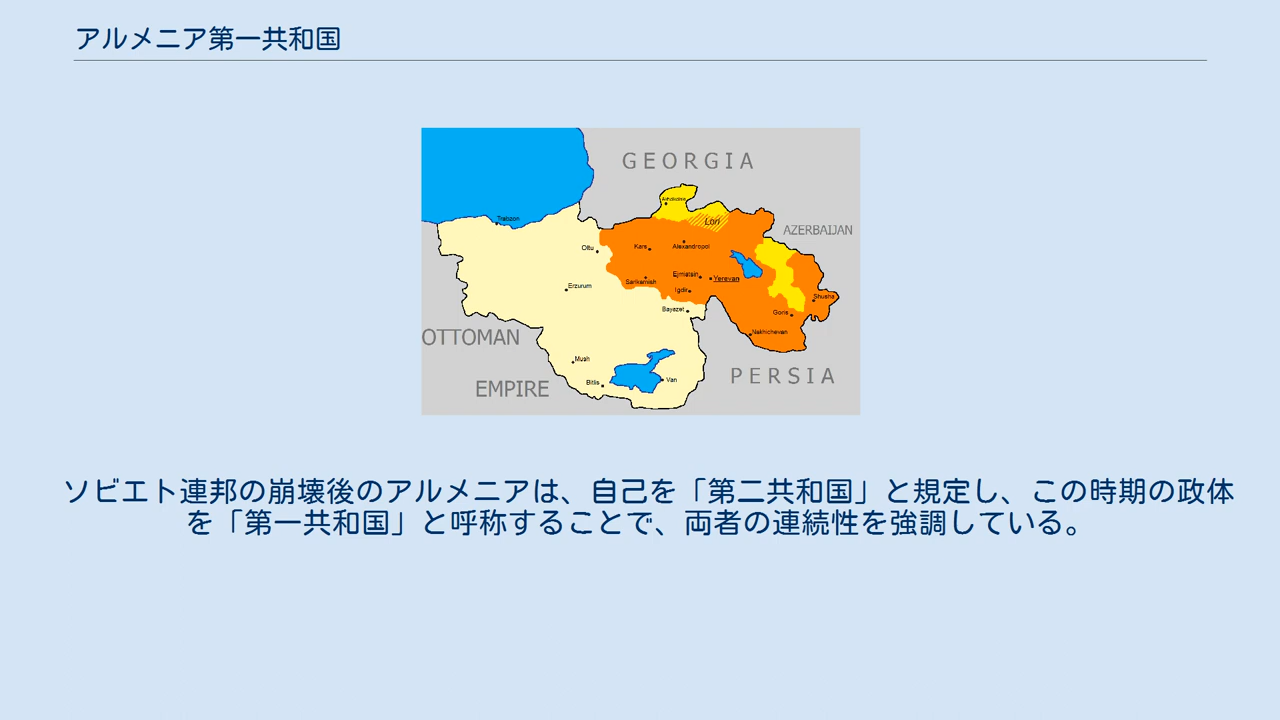 アルメニア第一共和国
GEORGIA
Ardahan
Lori
Trabzon
AZERBAIJAN
Oltu
Kars
Alexandropol
Ejmiatsin
Yerevan
Sarikamish
Erzurum
Igdir
Shusha
Bayazet
Goris
OTTOMAN
Nakhichevan
Mush
PERSIA
EMPIRE
Bitlis
Van
ソビエト連邦の崩壊後のアルメニアは、自己を「第二共和国」と規定し、この時期の政体
を「第一共和国」と呼称することで、両者の連続性を強調している。